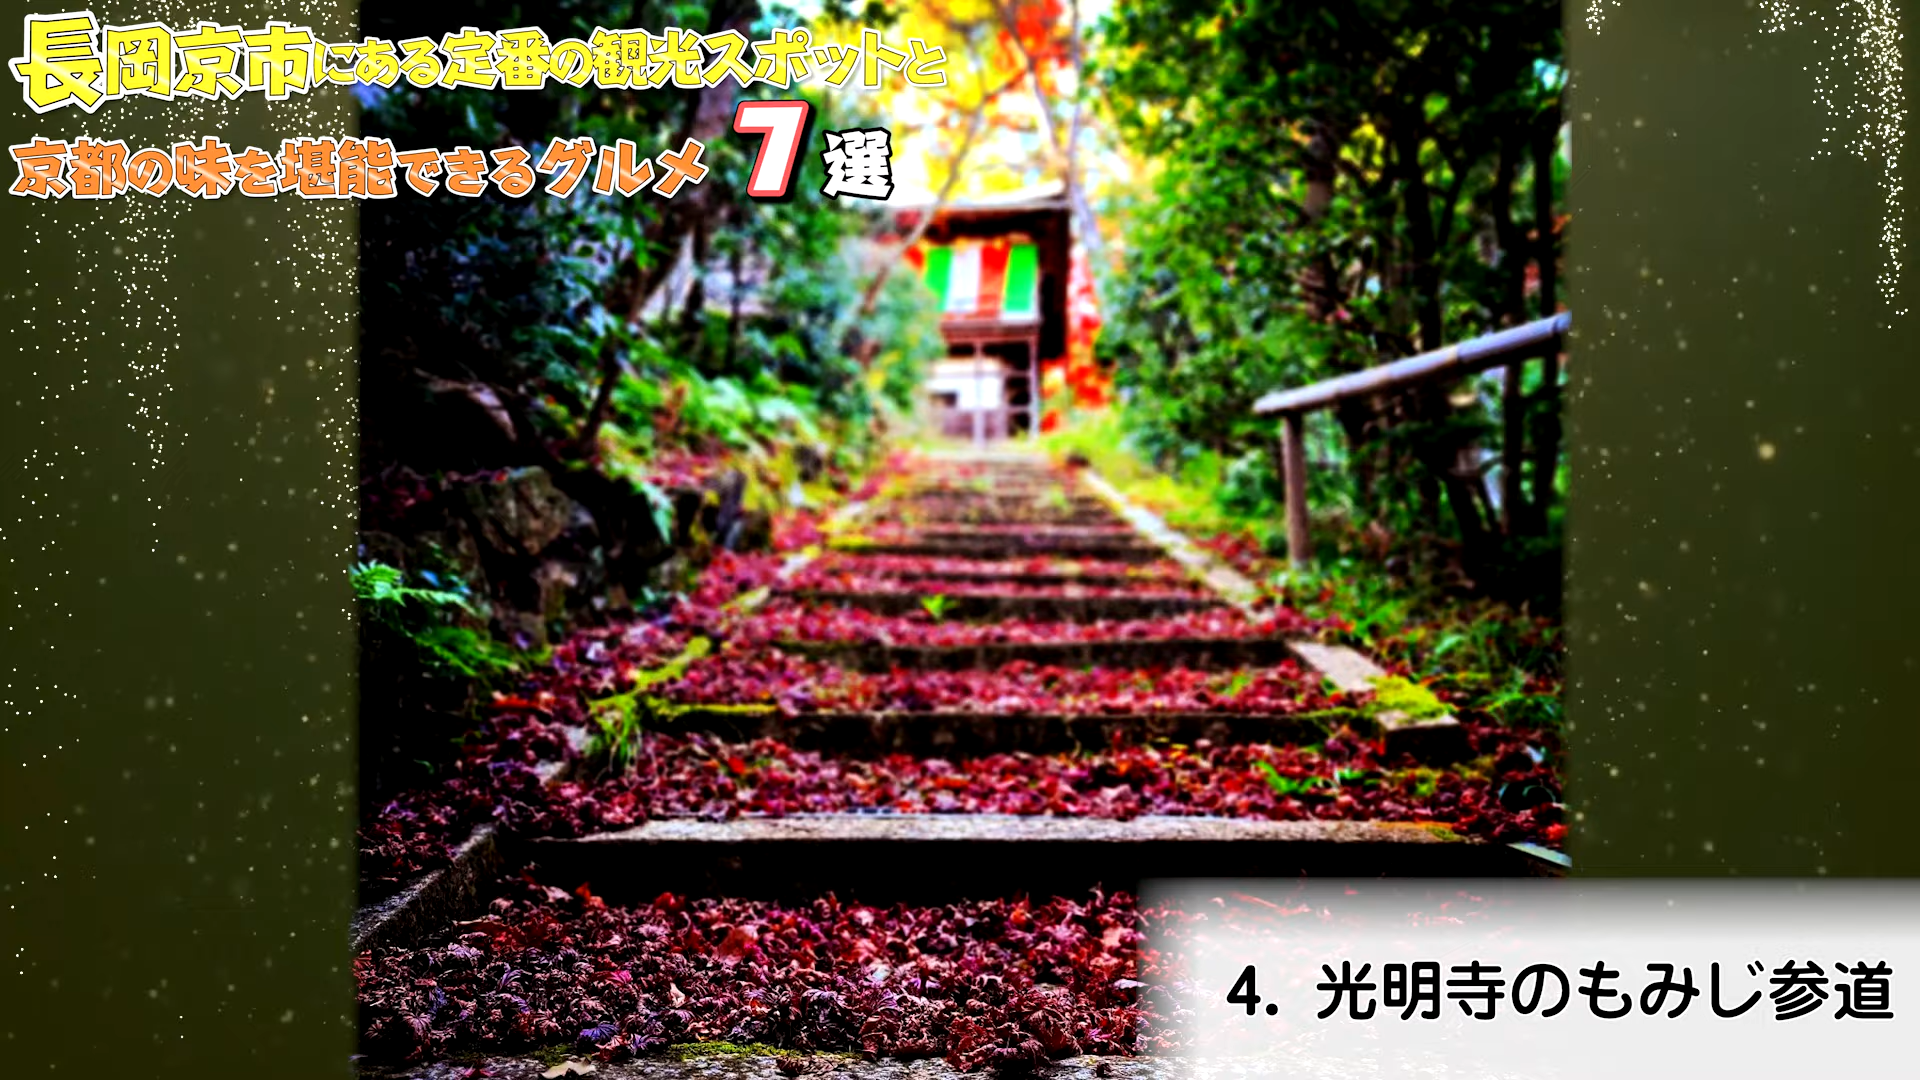 長岡京市にある定番の観光スポットと
京都の味を堪能できるグルメ7選
4. 光明寺のもみじ参道